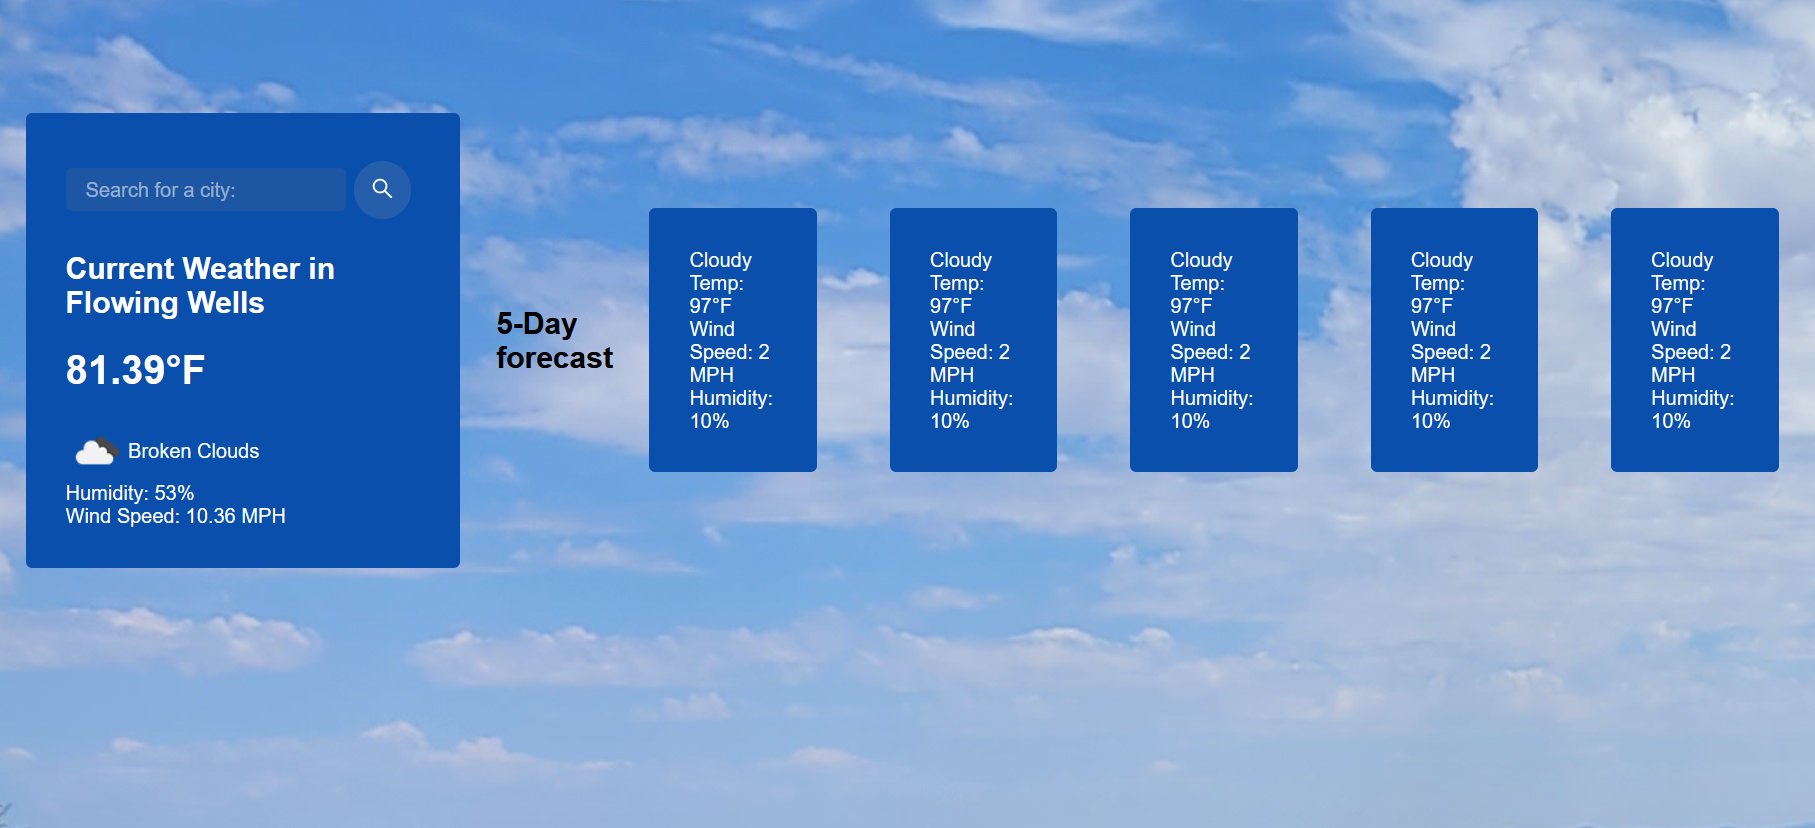 Search for a city:
Current Weather in
Flowing Wells
81.39°F
Broken Clouds
Humidity: 53%
Wind Speed: 10.36 MPH
5-Day
forecast
Cloudy
Temp:
97°F
Wind
Speed: 2
MPH
Humidity:
10%
Cloudy
Temp:
97°F
Wind
Speed: 2
MPH
Humidity:
10%
Cloudy
Temp:
97°F
Wind
Speed: 2
MPH
Humidity:
10%
Cloudy
Temp:
97°F
Wind
Speed: 2
MPH
Humidity:
10%
Cloudy
Temp:
97°F
Wind
Speed: 2
MPH
Humidity:
10%